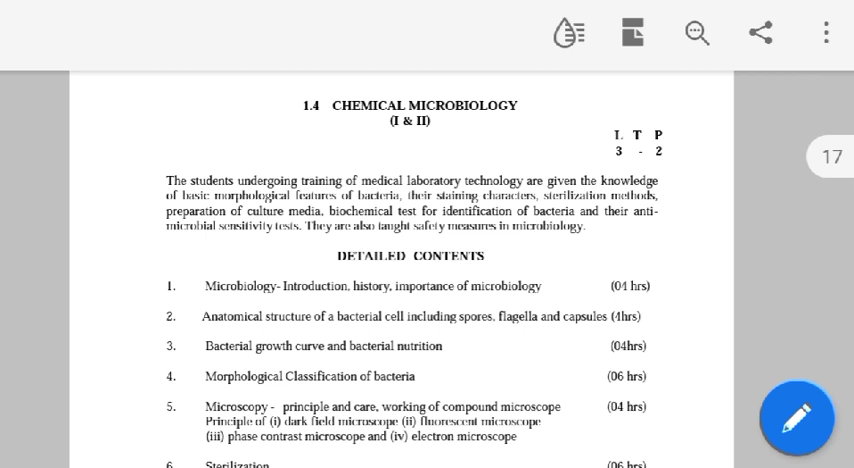 1.4 CHEMICAL MICROBIOLOGY
(I & II)
L T P
3 - 2
17
The students undergoing training of medical laboratory technology are given the knowledge
of basic morphological features of bacteria, their staining characters, sterilization methods,
preparation of culture media, biochemical test for identification of bacteria and their anti-
microbial sensitivity tests. They are also taught safety measures in microbiology.
DETAILED CONTENTS
1. Microbiology- Introduction, history, importance of microbiology (04 hrs)
2. Anatomical structure of a bacterial cell including spores, flagella and capsules (4hrs)
3. Bacterial growth curve and bacterial nutrition (04hrs)
4. Morphological Classification of bacteria (06 hrs)
5. Microscopy - principle and care, working of compound microscope (04 hrs)
Principle of (i) dark field microscope (ii) fluorescent microscope
(iii) phase contrast microscope and (iv) electron microscope
6. Sterilization (06 hrs)